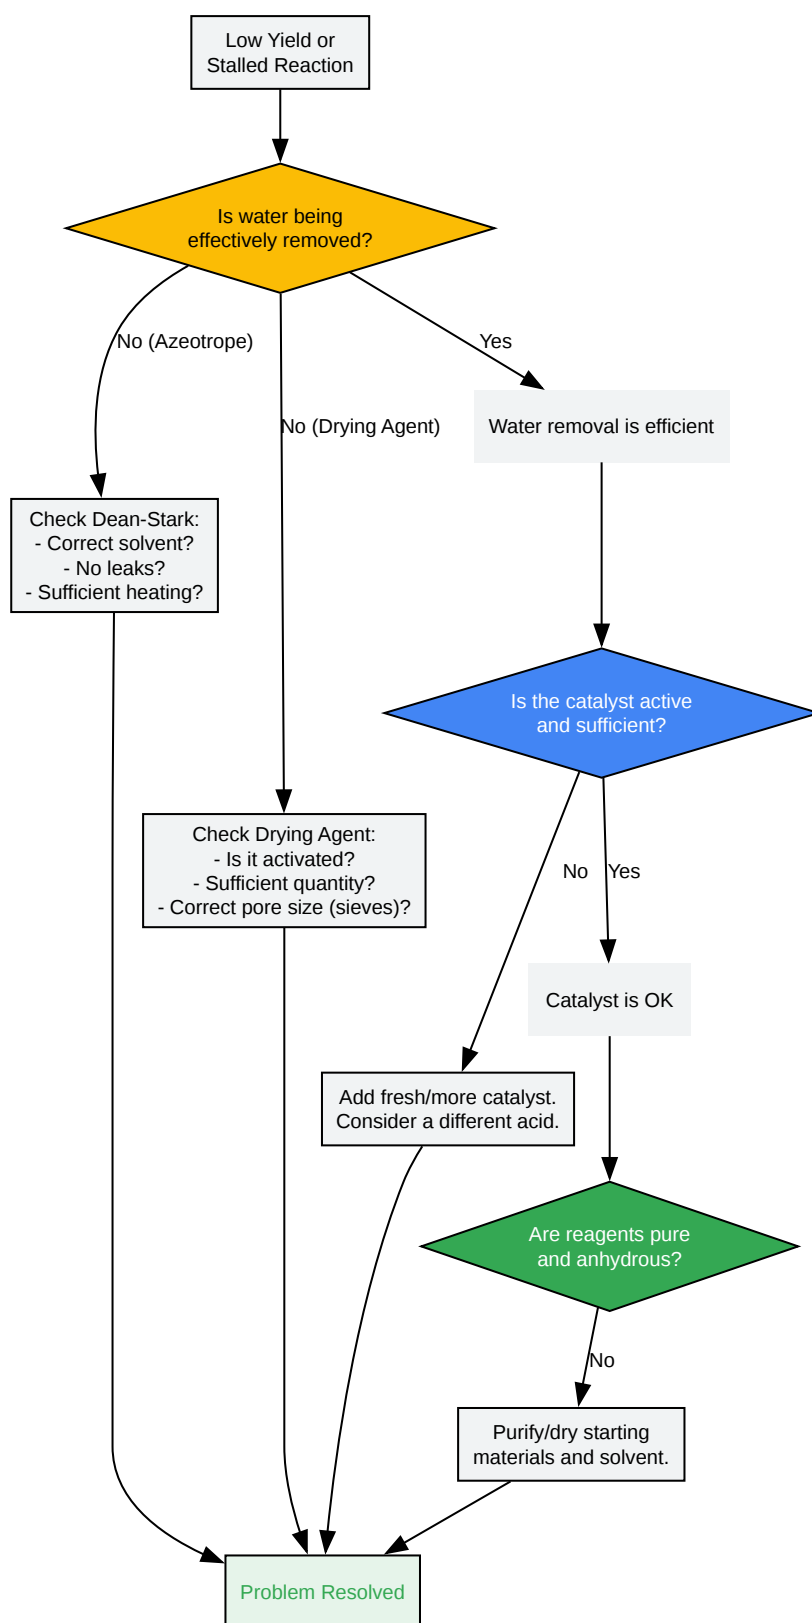 Low Yield or
Stalled Reaction
Is water being
effectively removed?
No (Azeotrope)
Yes
No (Drying Agent)
Water removal is efficient
Check Dean-Stark:
- Correct solvent?
- No leaks?
- Sufficient heating?
Is the catalyst active
and sufficient?
Check Drying Agent:
- Is it activated?
- Sufficient quantity?
- Correct pore size (sieves)?
No
Yes
Catalyst is OK
Add fresh/more catalyst.
Consider a different acid.
Are reagents pure
and anhydrous?
No
Purify/dry starting
materials and solvent.
Problem Resolved